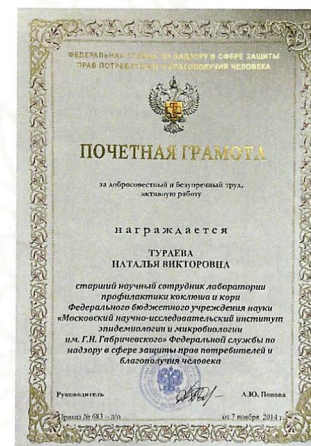 ФЕДЕРАЛЬНАЯ СЛУЖБА ПО НАДЗОРУ В СФЕРЕ ЗАЩИТЫ
ПРАВ ПОТРЕБИТЕЛЕЙ И БЛАГОПОЛУЧИЯ ЧЕЛОВЕКА
ПОЧЕТНАЯ ГРАМОТА
за добросовестный и безупречный труд,
активную работу
награждается
ТУРАЕВА
НАТАЛЬЯ ВИКТОРОВНА
старший научный сотрудник лаборатории
профилактики коклюша и кори
Федерального бюджетного учреждения науки
«Московский научно-исследовательский институт
эпидемиологии и микробиологии
им. Г.Н. Габричевского» Федеральной службы по
надзору в сфере защиты прав потребителей и
благополучия человека
Руководитель А.Ю. Попова
Приказ № 683 – л/о от 7 ноября 2014 г.